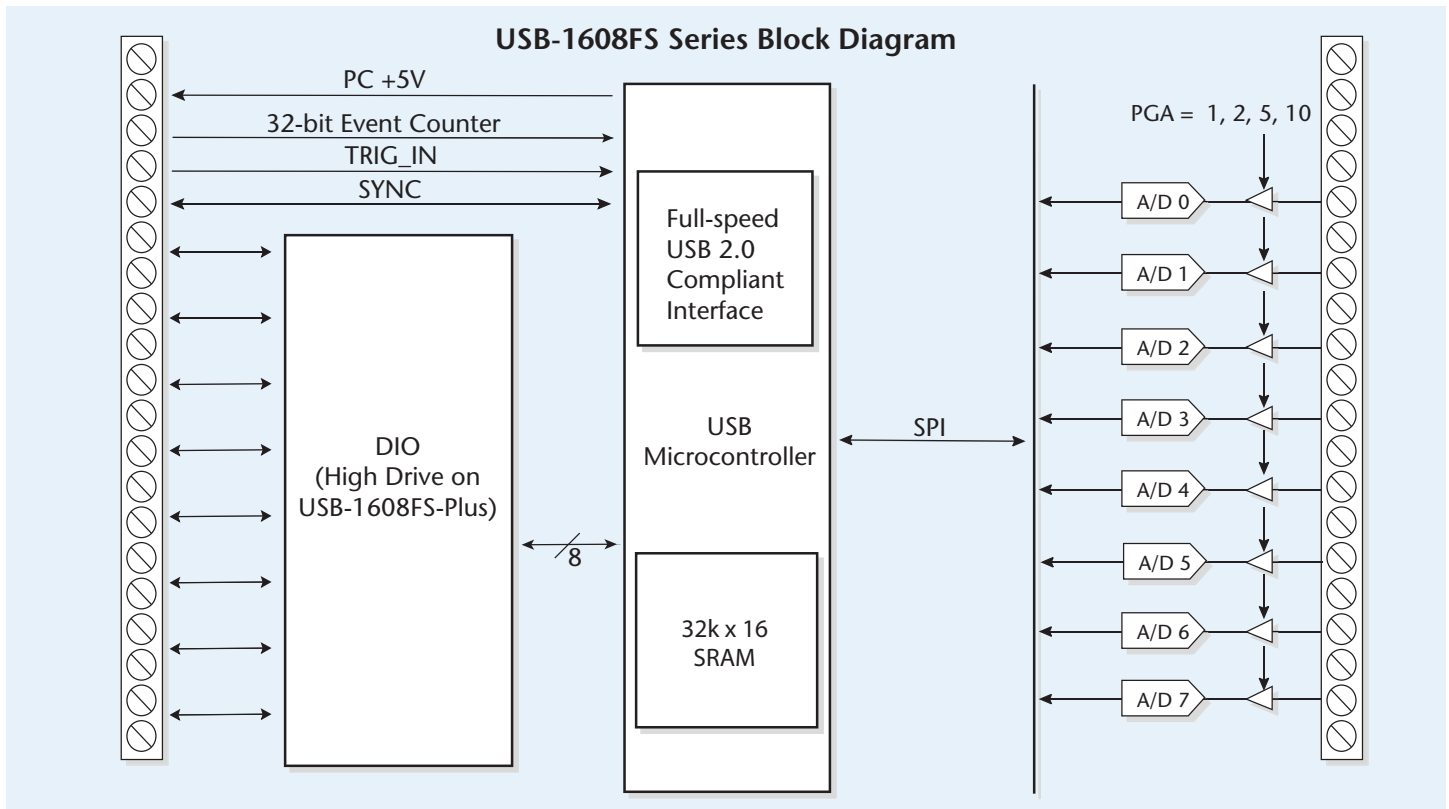 USB-1608FS Series Block Diagram
PC +5V
32-bit Event Counter
TRIG_IN
SYNC
DIO
(High Drive on
USB-1608FS-Plus)
8
Full-speed
USB 2.0
Compliant
Interface
USB
Microcontroller
32k x 16
SRAM
SPI
PGA = 1, 2, 5, 10
A/D 0
A/D 1
A/D 2
A/D 3
A/D 4
A/D 5
A/D 6
A/D 7